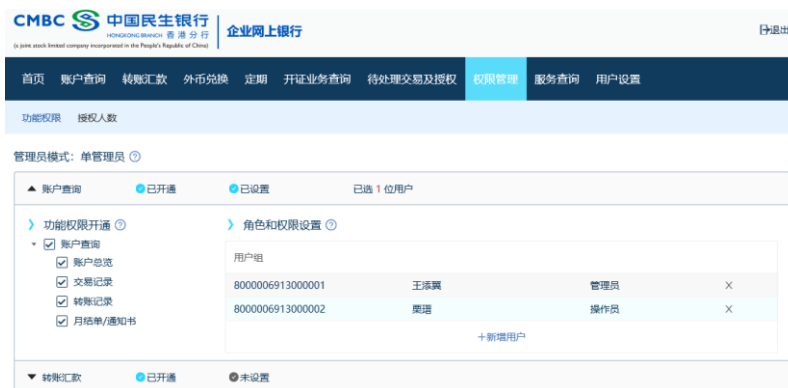 CMBC 中国民生银行 企业网上银行
HONGKONG BRANCH 香港分行
(a joint stock limited company incorporated in the People's Republic of China)
退出
首页 账户查询 转账汇款 外币兑换 定期 开证业务查询 待处理交易及授权 权限管理 服务查询 用户设置
功能权限 授权人数
管理员模式：单管理员 ?
账户查询 已开通 已设置 已选 1 位用户
功能权限开通 ? 角色和权限设置 ?
账户查询
用户组
账户总览
交易记录
8000006913000001 王添翼 管理员 X
转账记录
8000006913000002 栗瑨 操作员 X
月结单/通知书
+新增用户
转账汇款 已开通 未设置